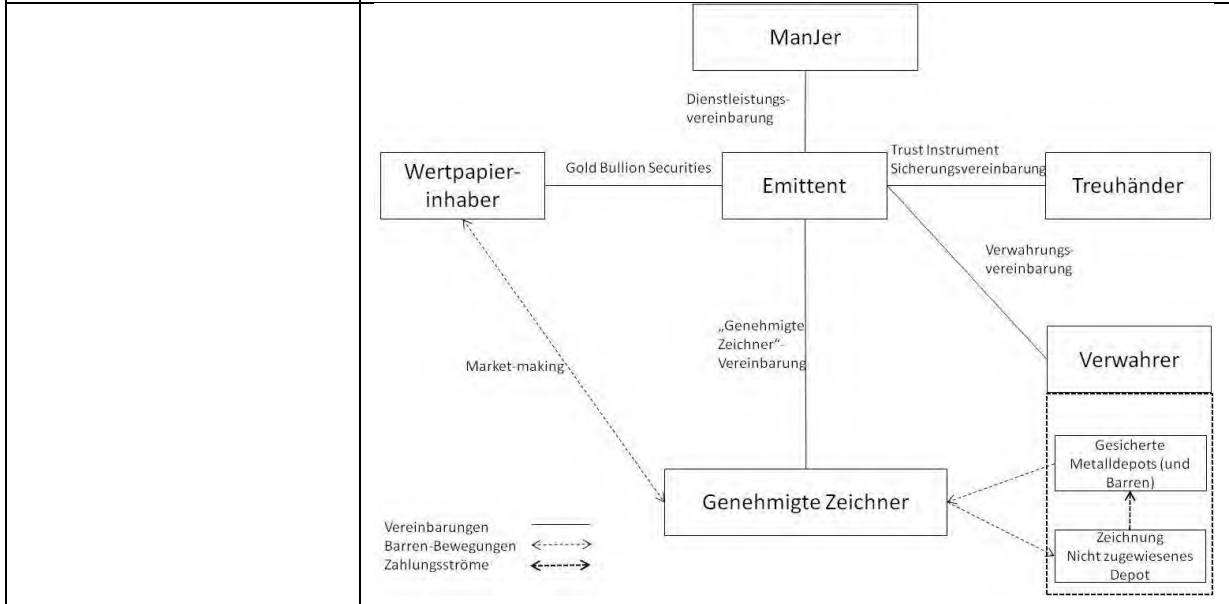 ManJer
Dienstleistungs-
vereinbarung
Wertpapier-
inhaber
Gold Bullion Securities
Emittent
Trust Instrument
Sicherungsvereinbarung
Treuhänder
Verwahrungs-
vereinbarung
„Genehmigte
Zeichner“-
Vereinbarung
Market-making
Verwahrer
Gesicherte
Metalldepots (und
Barren)
Genehmigte Zeichner
Zeichnung
Nicht zugewiesenes
Depot
Vereinbarungen
Barren-Bewegungen
Zahlungsströme